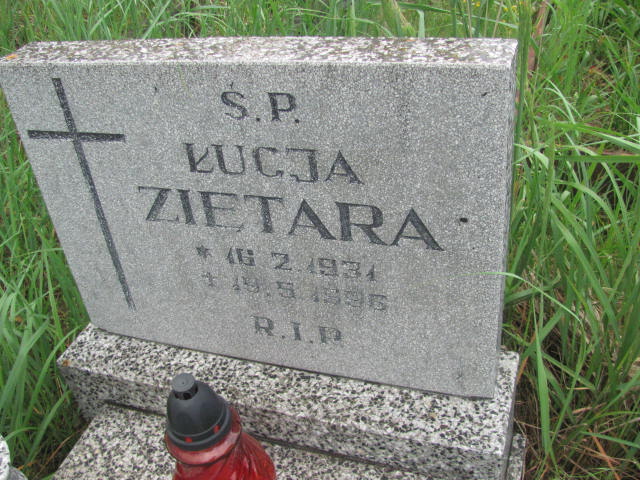 Ś.P.
ŁUCJA
ZIETARA
* 16.2.1931
+ 19.5.1996
R.I.P